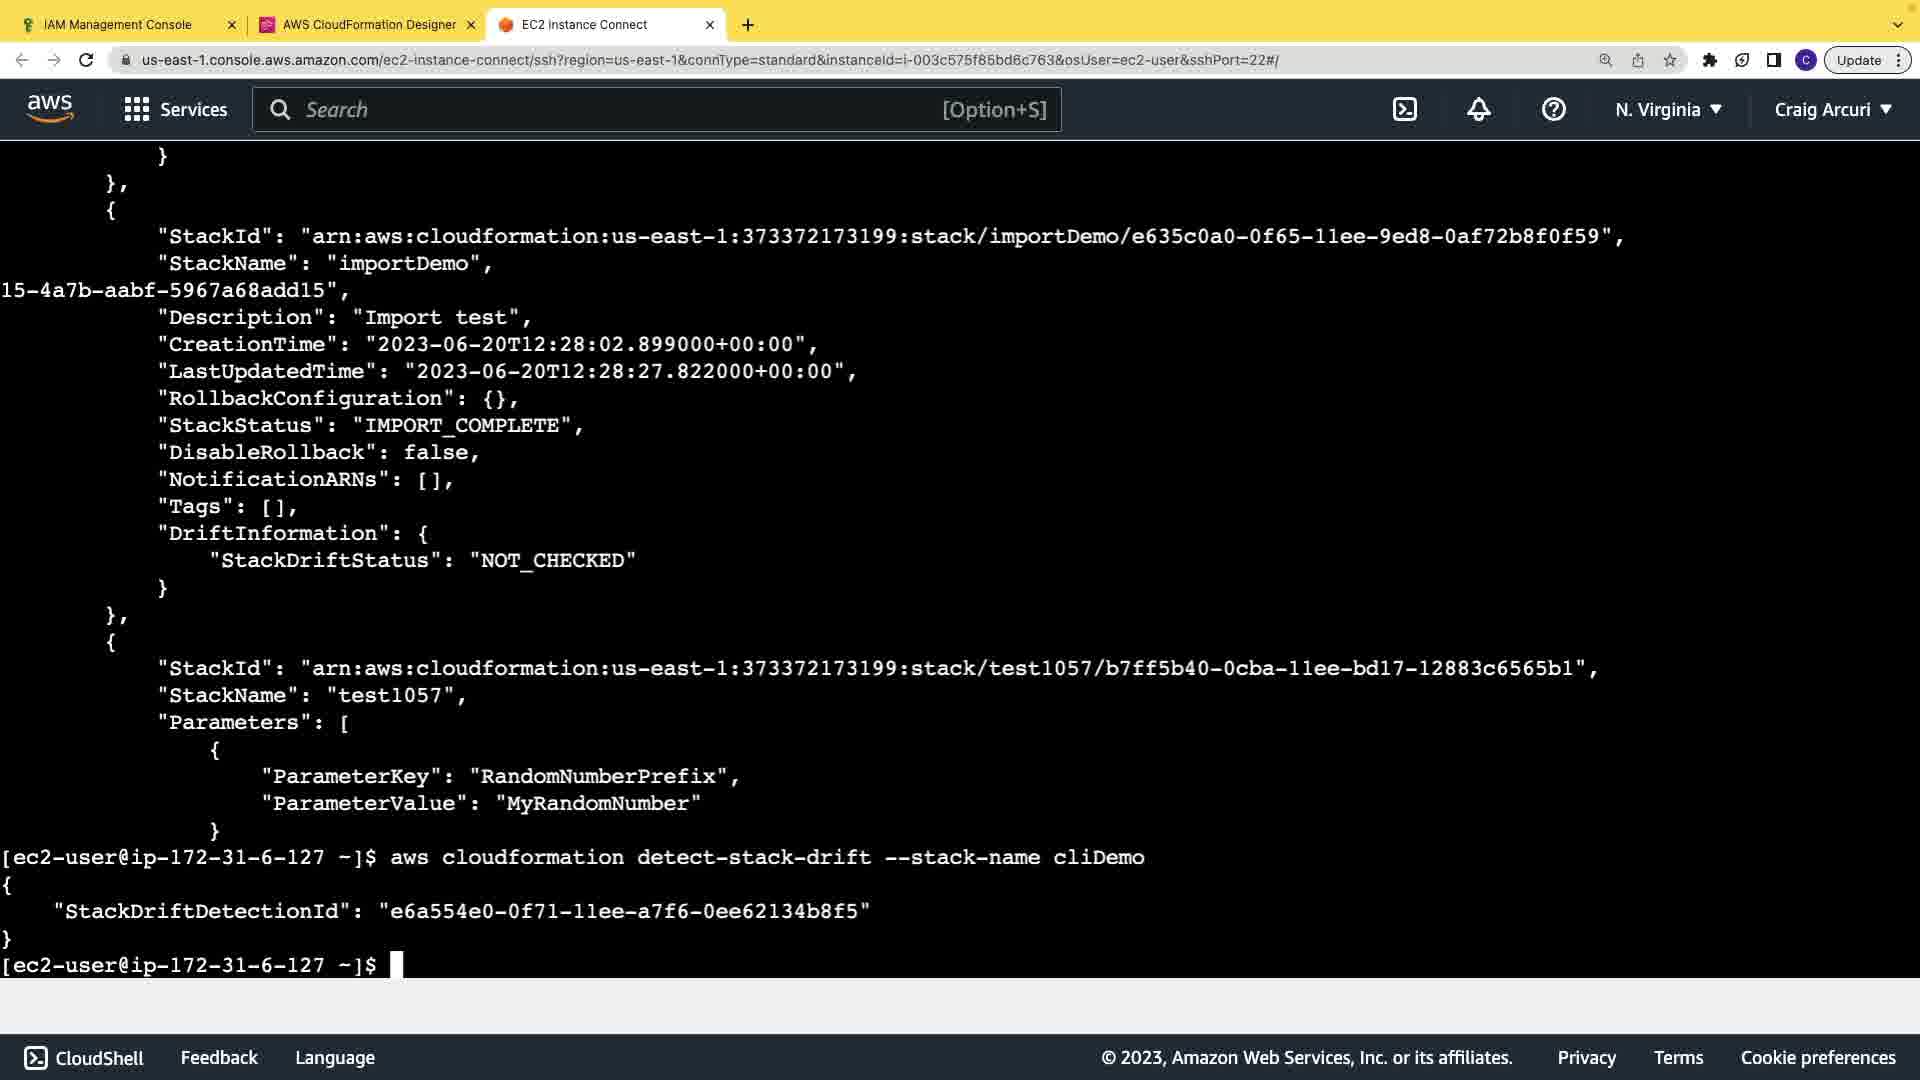 IAM Management Console
AWS CloudFormation Designer
EC2 Instance Connect
us-east-1.console.aws.amazon.com/ec2-instance-connect/ssh?region=us-east-1&connType=standard&instanceId=i-003c575f85bd6c763&osUser=ec2-user&sshPort=22#/
C
Update
aws
Services
Search
[Option+S]
N. Virginia
Craig Arcuri
}
},
{
"StackId": "arn:aws:cloudformation:us-east-1:373372173199:stack/importDemo/e635c0a0-0f65-11ee-9ed8-0af72b8f0f59",
"StackName": "importDemo",
15-4a7b-aabf-5967a68add15",
"Description": "Import test",
"CreationTime": "2023-06-20T12:28:02.899000+00:00",
"LastUpdatedTime": "2023-06-20T12:28:27.822000+00:00",
"RollbackConfiguration": {},
"StackStatus": "IMPORT_COMPLETE",
"DisableRollback": false,
"NotificationARNs": [],
"Tags": [],
"DriftInformation": {
"StackDriftStatus": "NOT_CHECKED"
}
},
{
"StackId": "arn:aws:cloudformation:us-east-1:373372173199:stack/test1057/b7ff5b40-0cba-11ee-bd17-12883c6565b1",
"StackName": "test1057",
"Parameters": [
{
"ParameterKey": "RandomNumberPrefix",
"ParameterValue": "MyRandomNumber"
}
[ec2-user@ip-172-31-6-127 ~]$ aws cloudformation detect-stack-drift --stack-name cliDemo
{
"StackDriftDetectionId": "e6a554e0-0f71-11ee-a7f6-0ee62134b8f5"
}
[ec2-user@ip-172-31-6-127 ~]$
CloudShell
Feedback
Language
© 2023, Amazon Web Services, Inc. or its affiliates.
Privacy
Terms
Cookie preferences